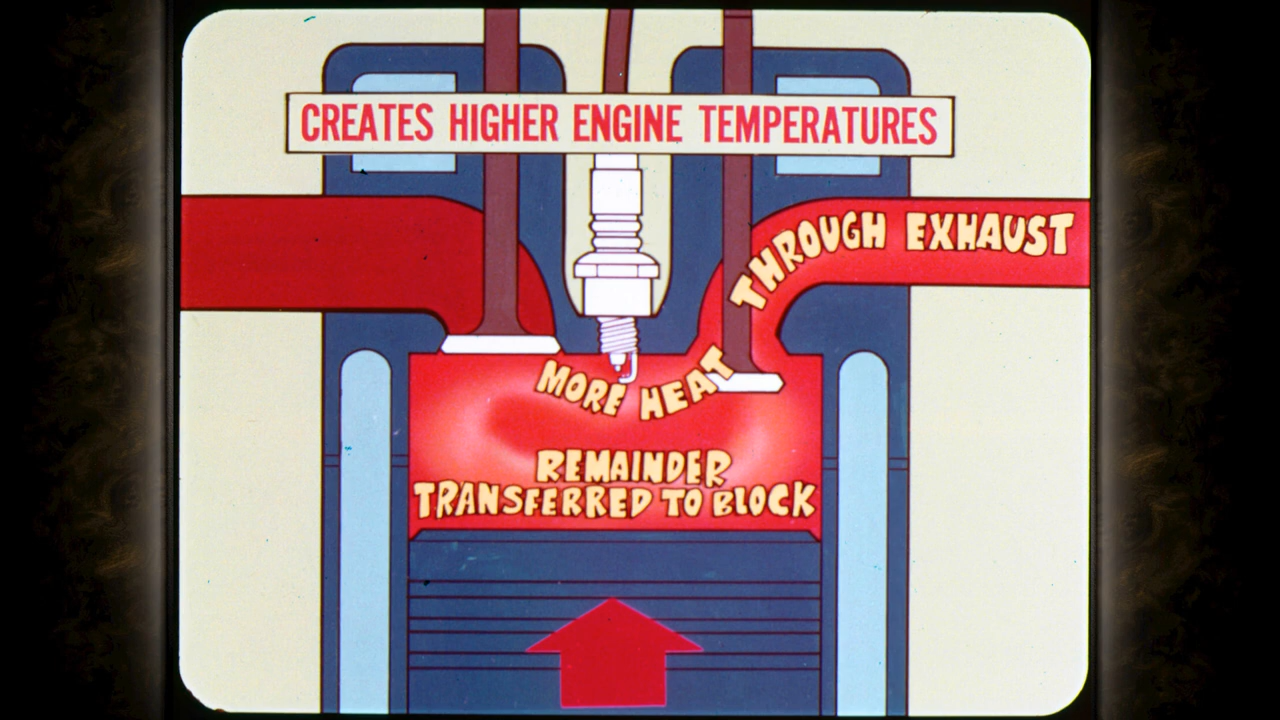 CREATES HIGHER ENGINE TEMPERATURES
THROUGH EXHAUST
MORE HEAT
REMAINDER
TRANSFERRED TO BLOCK